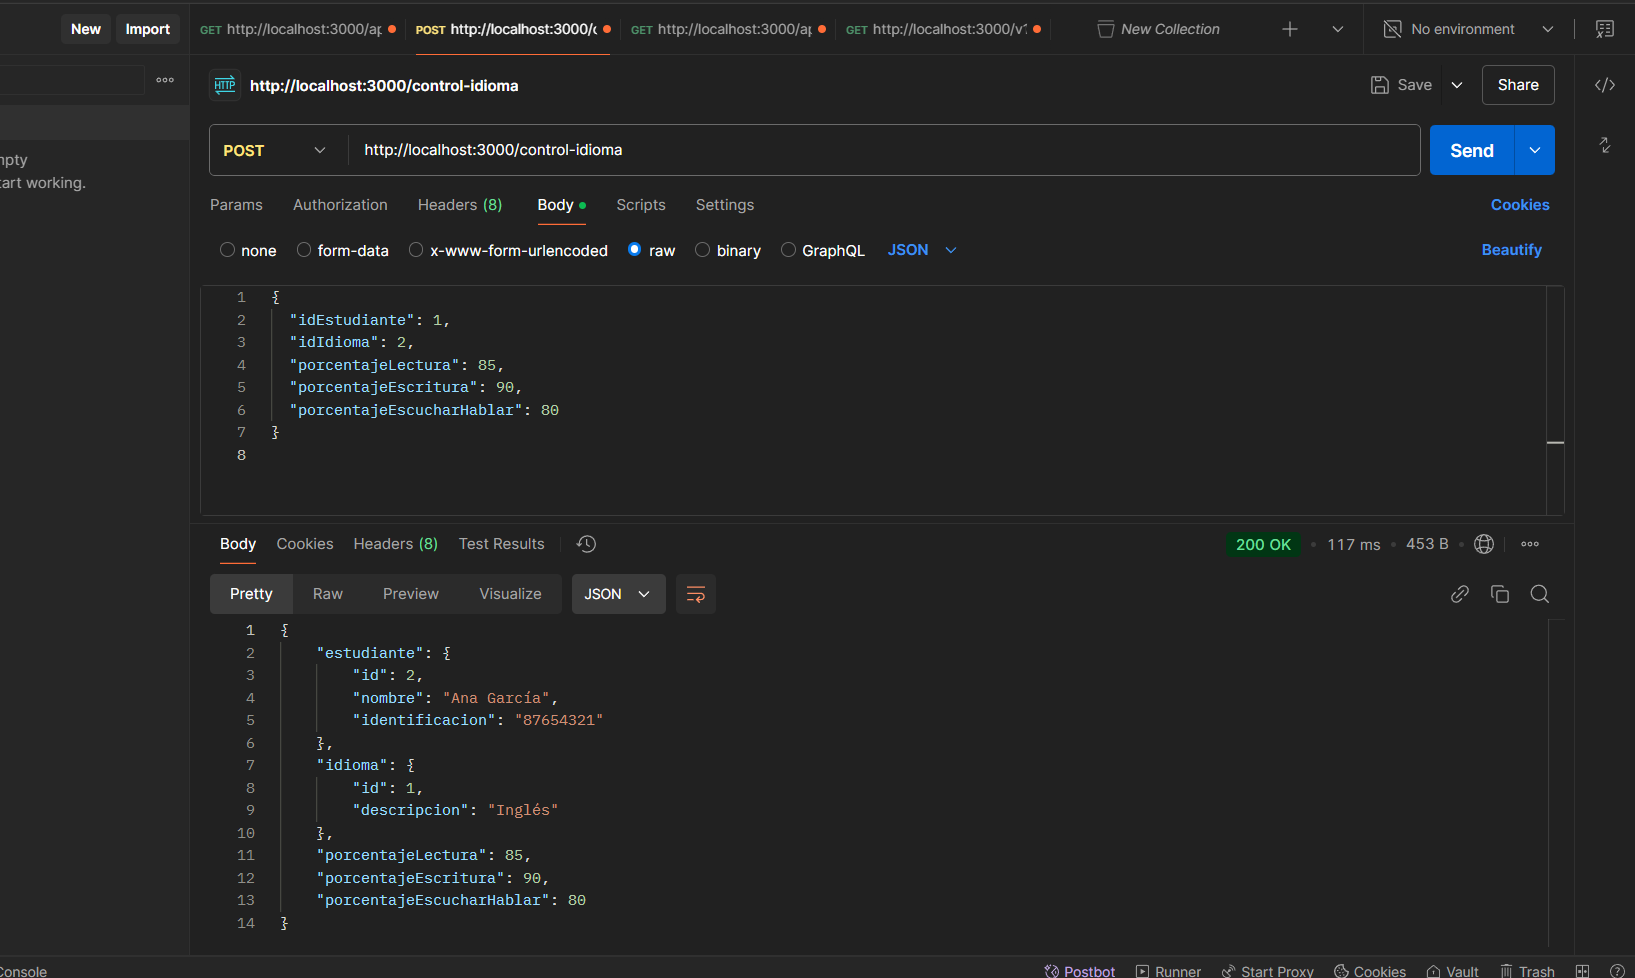 New Import GET http://localhost:3000/ap POST http://localhost:3000/c GET http://localhost:3000/ap GET http://localhost:3000/v1 New Collection No environment
http://localhost:3000/control-idioma Save Share
POST http://localhost:3000/control-idioma Send
mpty
tart working.
Params Authorization Headers (8) Body Scripts Settings Cookies
none form-data x-www-form-urlencoded raw binary GraphQL JSON Beautify
1 {
2 "idEstudiante": 1,
3 "idIdioma": 2,
4 "porcentajeLectura": 85,
5 "porcentajeEscritura": 90,
6 "porcentajeEscucharHablar": 80
7 }
8
Body Cookies Headers (8) Test Results 200 OK • 117 ms • 453 B
Pretty Raw Preview Visualize JSON
1 {
2 "estudiante": {
3 "id": 2,
4 "nombre": "Ana García",
5 "identificacion": "87654321"
6 },
7 "idioma": {
8 "id": 1,
9 "descripcion": "Inglés"
10 },
11 "porcentajeLectura": 85,
12 "porcentajeEscritura": 90,
13 "porcentajeEscucharHablar": 80
14 }
Console Postbot Runner Start Proxy Cookies Vault Trash